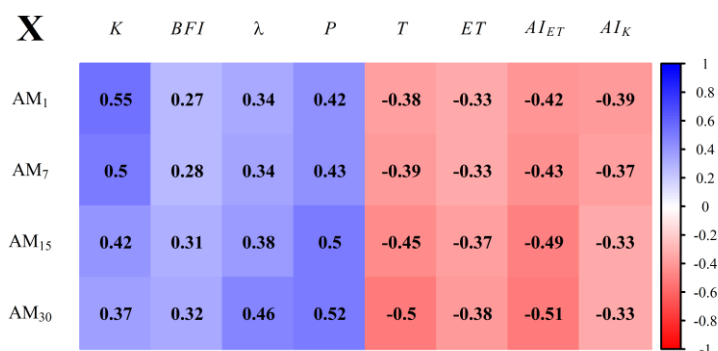 X K BFI λ P T ET AI_ET AI_K
AM₁ 0.55 0.27 0.34 0.42 -0.38 -0.33 -0.42 -0.39
AM₇ 0.5 0.28 0.34 0.43 -0.39 -0.33 -0.43 -0.37
AM₁₅ 0.42 0.31 0.38 0.5 -0.45 -0.37 -0.49 -0.33
AM₃₀ 0.37 0.32 0.46 0.52 -0.5 -0.38 -0.51 -0.33
1
0.8
0.6
0.4
0.2
0
-0.2
-0.4
-0.6
-0.8
-1